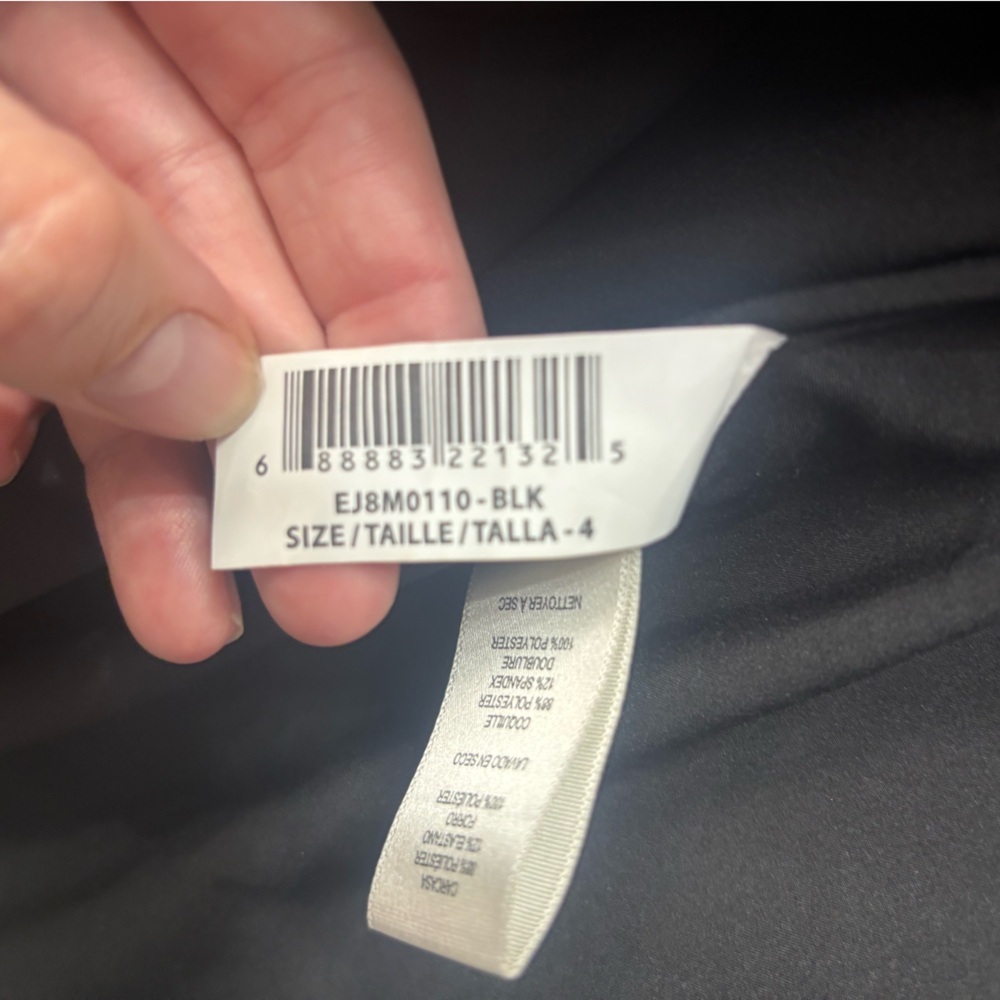 6 88883 22132 5
EJ8M0110-BLK
SIZE/TAILLE/TALLA-4
CARCASA
88% POLIÉSTER
12% ELASTANO
FORRO
100% POLIÉSTER
LAVADO EN SECO
COQUILLE
88% POLYESTER
12% SPANDEX
DOUBLURE
100% POLYESTER
NETTOYER À SEC